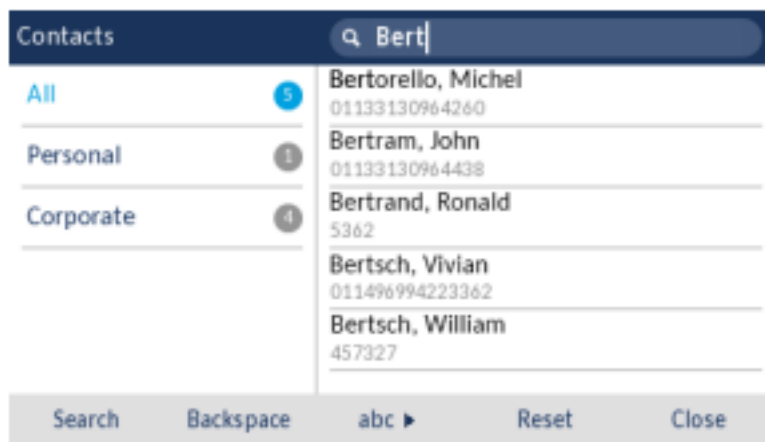 Contacts
Bert
All 5
Personal 1
Corporate 4
Bertorello, Michel
01133130964260
Bertram, John
01133130964438
Bertrand, Ronald
5362
Bertsch, Vivian
011496994223362
Bertsch, William
457327
Search Backspace abc ▶ Reset Close